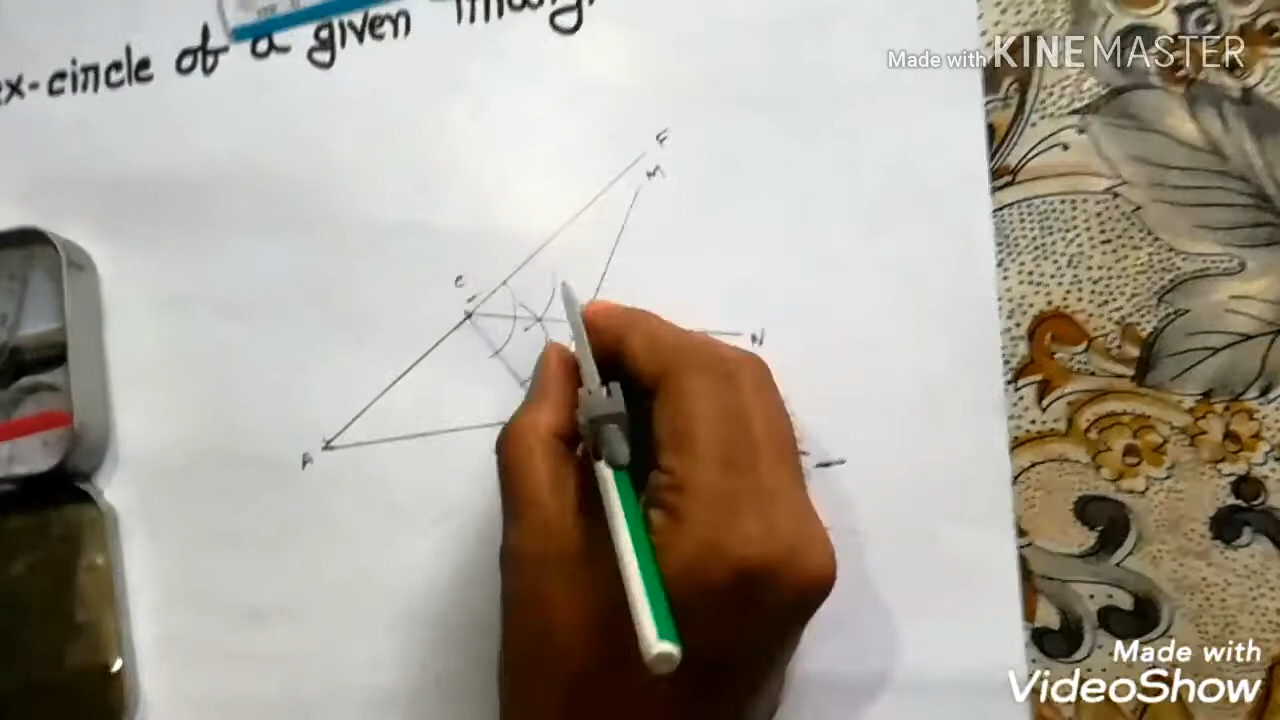 ex-circle of a given
Made with KINEMASTER
F
M
C
N
A
Made with
VideoShow